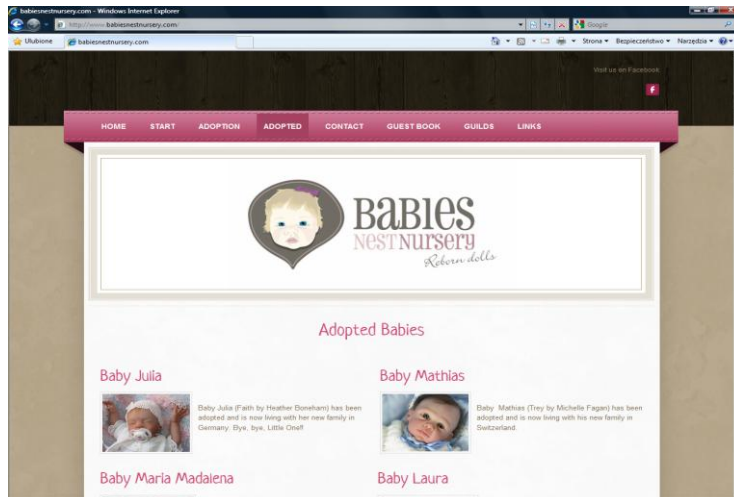 babiesnestnursery.com - Windows Internet Explorer
http://www.babiesnestnursery.com/
Google
Ulubione
babiesnestnursery.com
Strona
Bezpieczeństwo
Narzędzia
Visit us on Facebook
f
HOME START ADOPTION ADOPTED CONTACT GUEST BOOK GUILDS LINKS
BABIES
NEST NURSERY
Reborn dolls
Adopted Babies
Baby Julia
Baby Julia (Faith by Heather Boneham) has been
adopted and is now living with her new family in
Germany. Bye, bye, Little One!!
Baby Mathias
Baby Mathias (Trey by Michelle Fagan) has been
adopted and is now living with his new family in
Switzerland.
Baby Maria Madalena
Baby Laura